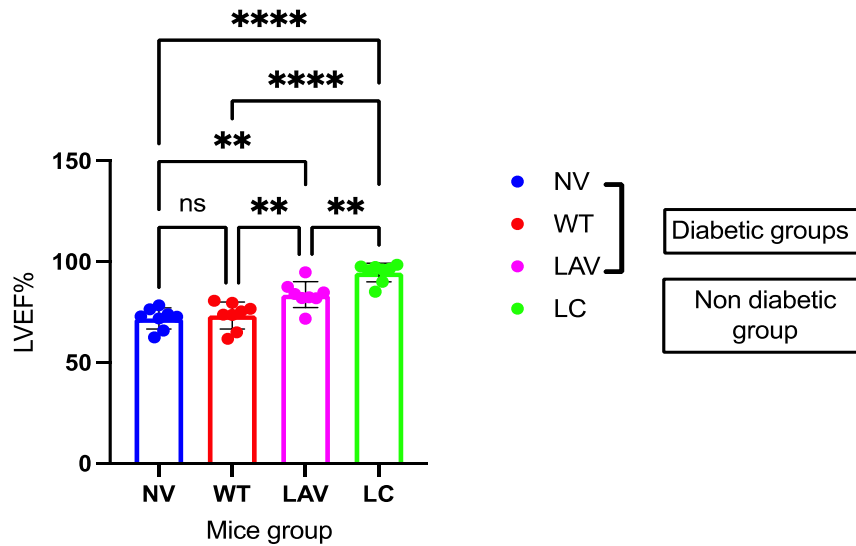 ****
****
**
ns
**
**
150
100
50
0
LVEF%
NV
WT
LAV
LC
Mice group
NV
WT
LAV
LC
Diabetic groups
Non diabetic
group